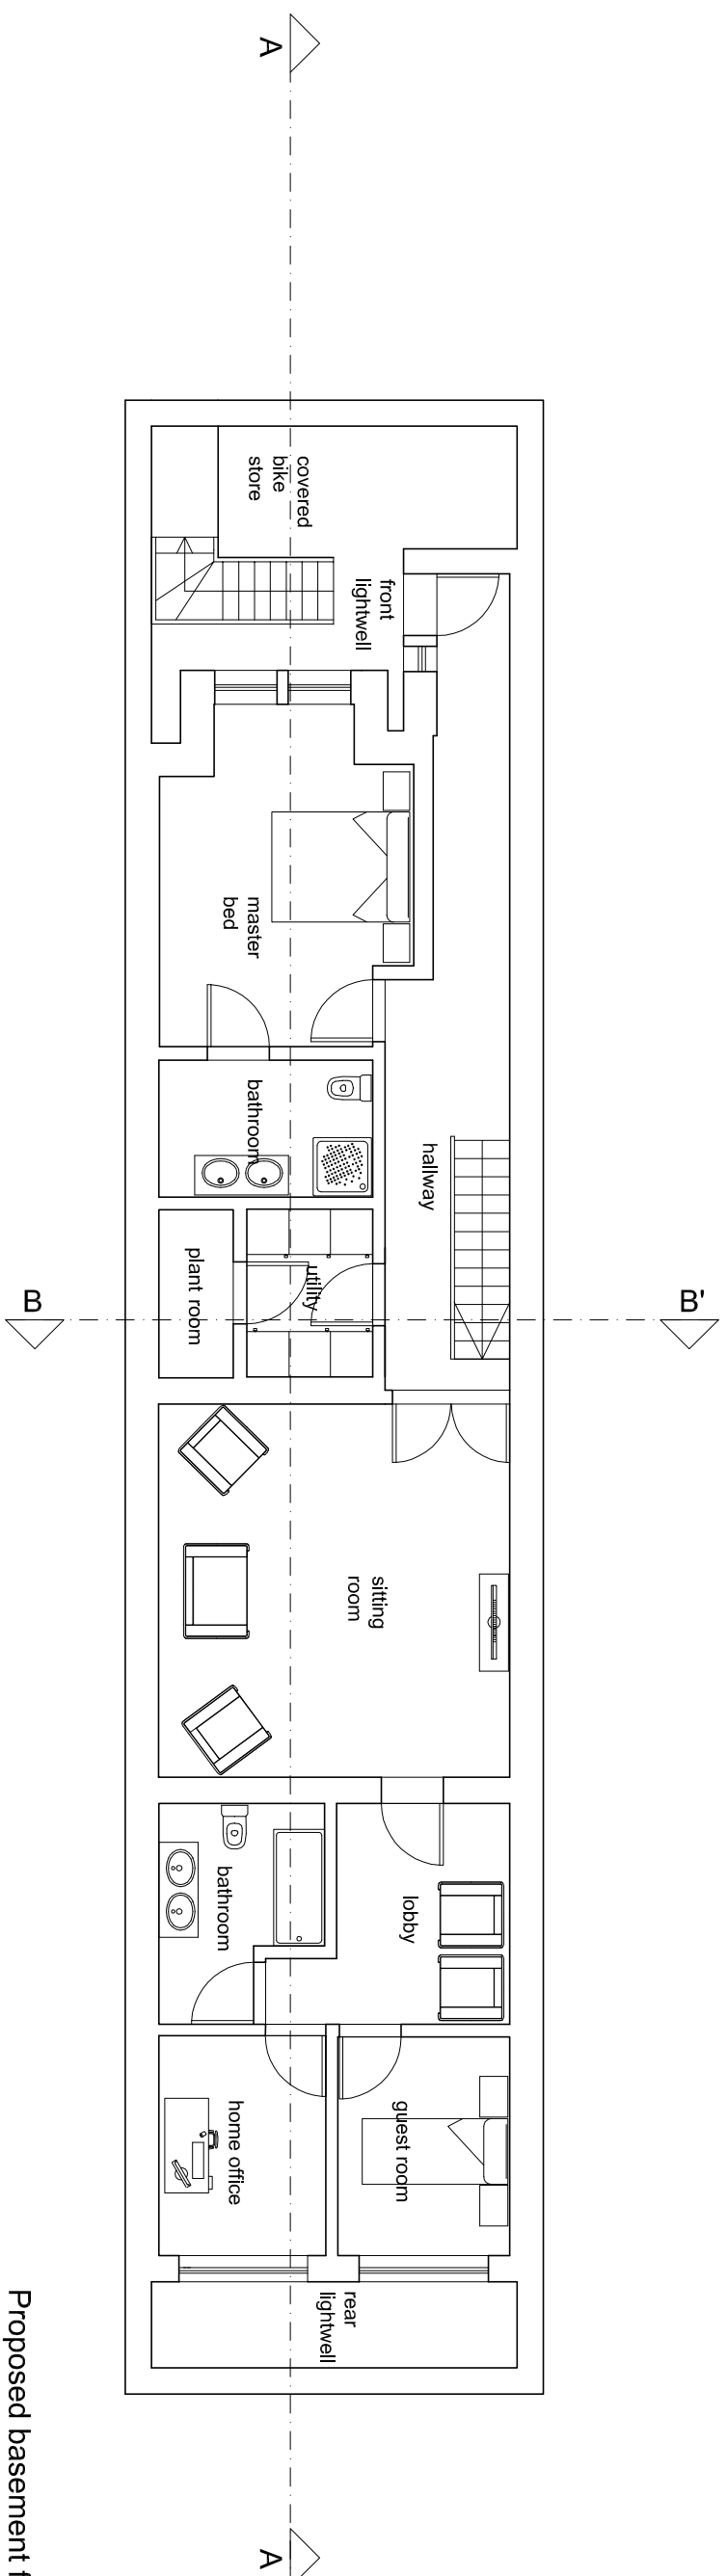 A
covered
bike
store
front
lightwell
master
bed
bathroom
hallway
plant room
utility
B
B'
sitting
room
bathroom
lobby
home office
guest room
rear
lightwell
Proposed basement
A